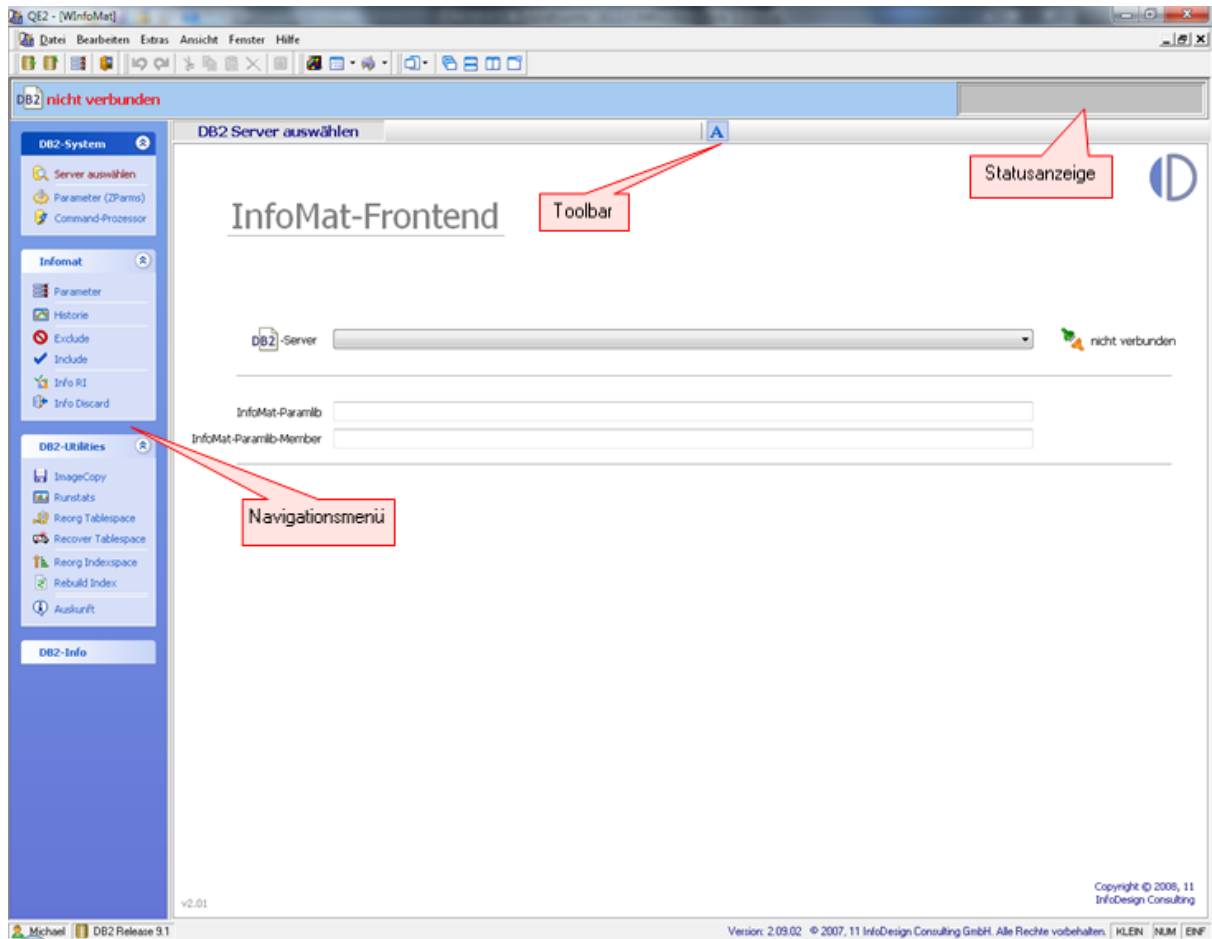 QE2 - [WInfoMat]
Datei Bearbeiten Extras Ansicht Fenster Hilfe
DB2 nicht verbunden
DB2 Server auswählen
A
DB2-System
Server auswählen
Parameter (ZParms)
Command-Prozessor
Infomat
Parameter
Historie
Exclude
Include
Info RI
Info Discard
DB2-Utilities
ImageCopy
Runstats
Reorg Tablespace
Recover Tablespace
Reorg Indexspace
Rebuild Index
Auskunft
DB2-Info
Statusanzeige
Toolbar
InfoMat-Frontend
DB2 -Server
nicht verbunden
InfoMat-Paramlib
InfoMat-Paramlib-Member
Navigationsmenü
v2.01
Copyright © 2008, 11
InfoDesign Consulting
Michael DB2 Release 9.1 Version: 2.09.02 © 2007, 11 InfoDesign Consulting GmbH. Alle Rechte vorbehalten. KLEIN NUM EINF